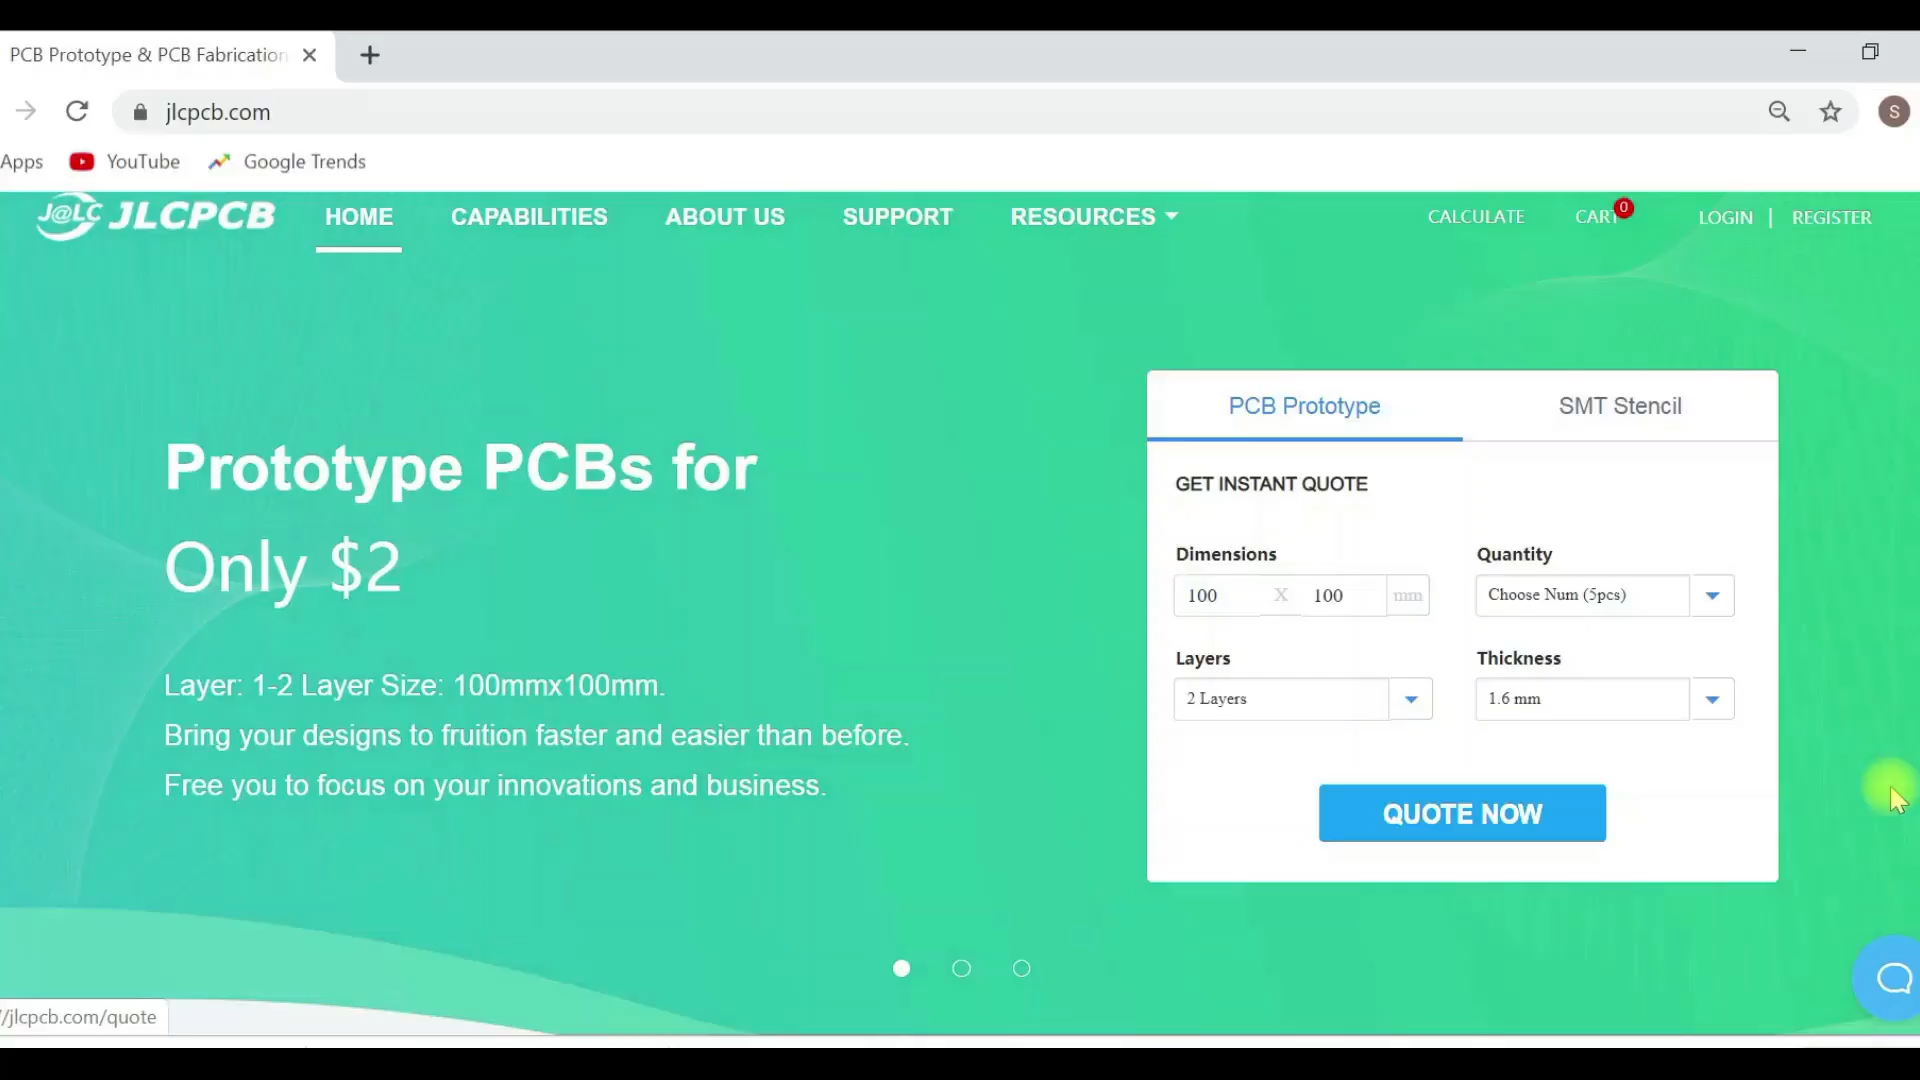 PCB Prototype & PCB Fabrication
jlcpcb.com
S
Apps YouTube Google Trends
J@LC JLCPCB HOME CAPABILITIES ABOUT US SUPPORT RESOURCES CALCULATE CART 0 LOGIN | REGISTER
PCB Prototype SMT Stencil
Prototype PCBs for
Only $2
Layer: 1-2 Layer Size: 100mmx100mm.
Bring your designs to fruition faster and easier than before.
Free you to focus on your innovations and business.
GET INSTANT QUOTE
Dimensions Quantity
100 X 100 mm Choose Num (5pcs)
Layers Thickness
2 Layers 1.6 mm
QUOTE NOW
/jlcpcb.com/quote